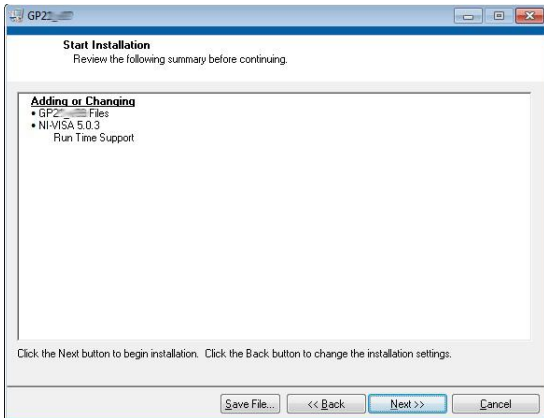 GP22
Start Installation
Review the following summary before continuing.
Adding or Changing
• Files
• NI-VISA 5.0.3
Run Time Support
Click the Next button to begin installation. Click the Back button to change the installation settings.
Save File... << Back Next >> Cancel